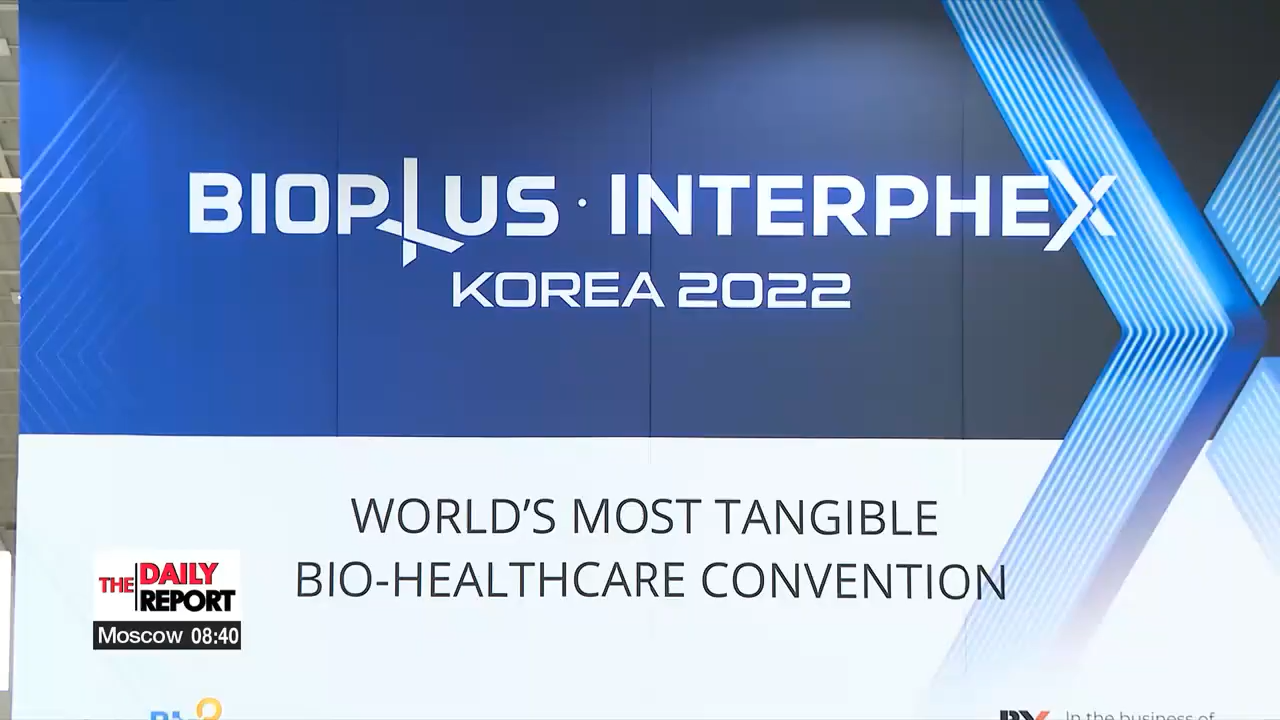 BIOPLUS · INTERPHEX
KOREA 2022
WORLD'S MOST TANGIBLE
BIO-HEALTHCARE CONVENTION
THE DAILY
REPORT
Moscow 08:40
In the business of